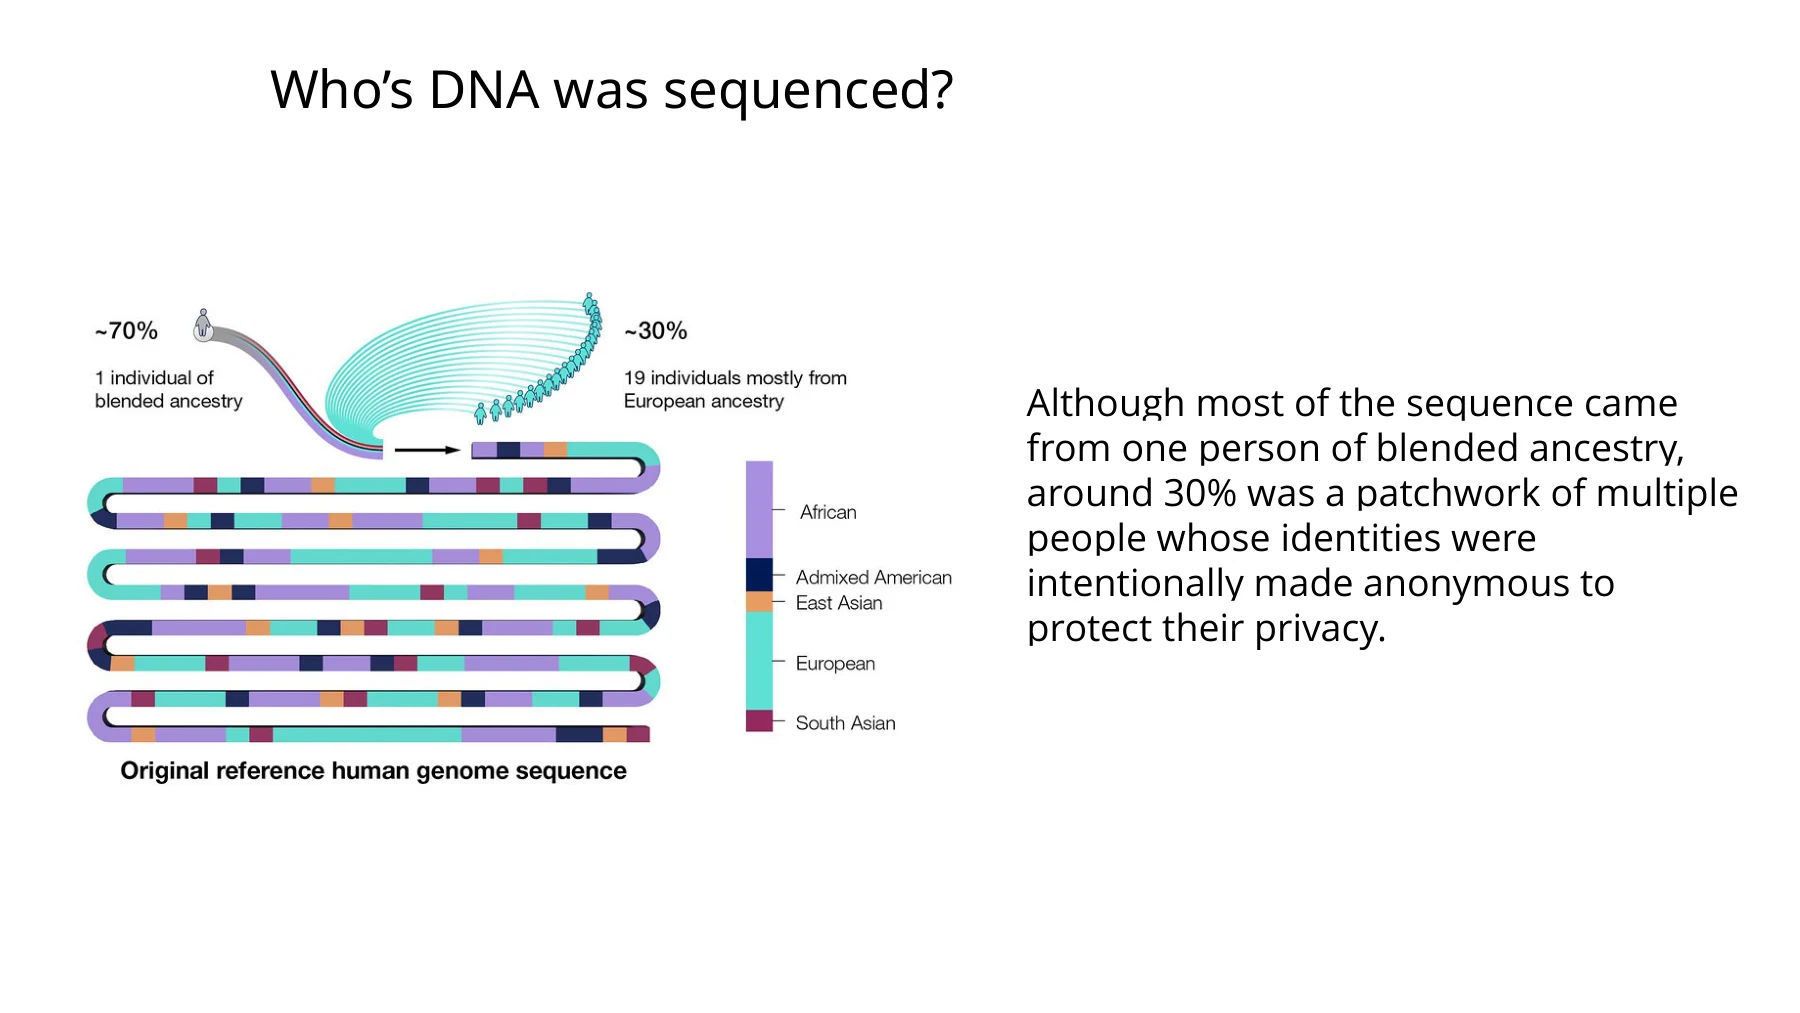 Who’s DNA was sequenced?
~70%
1 individual of
blended ancestry
~30%
19 individuals mostly from
European ancestry
African
Admixed American
East Asian
European
South Asian
Original reference human genome sequence
Although most of the sequence came
from one person of blended ancestry,
around 30% was a patchwork of multiple
people whose identities were
intentionally made anonymous to
protect their privacy.